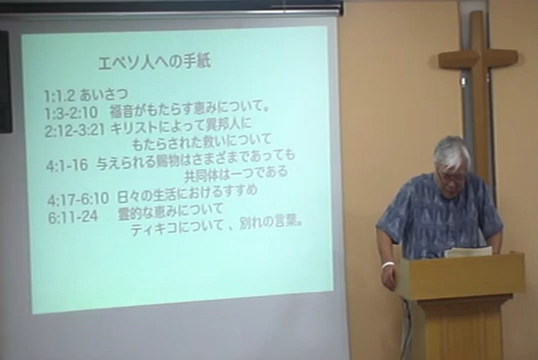 エペソ人への手紙
1:1.2 あいさつ
1:3-2:10 福音がもたらす恵みについて。
2:12-3:21 キリストによって異邦人に
もたらされた救いについて
4:1-16 与えられる賜物はさまざまであっても
共同体は一つである
4:17-6:10 日々の生活におけるすすめ
6:11-24 霊的な恵みについて
ティキコについて 、別れの言葉。